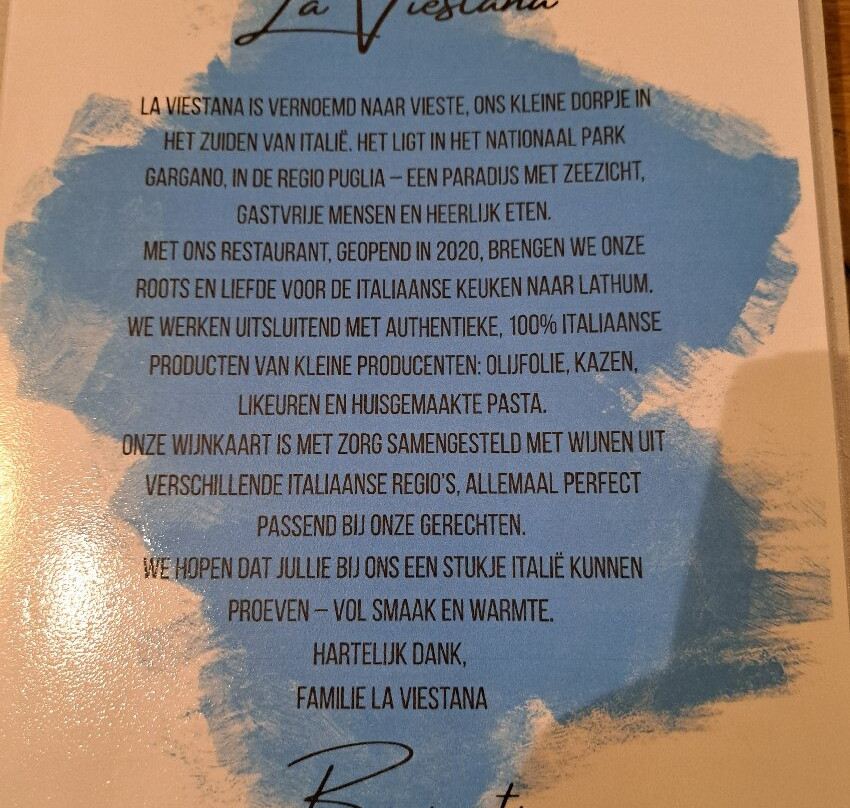 La Viestana
LA VIESTANA IS VERNOEMD NAAR VIESTE, ONS KLEINE DORPJE IN
HET ZUIDEN VAN ITALIË. HET LIGT IN HET NATIONAAL PARK
GARGANO, IN DE REGIO PUGLIA – EEN PARADIJS MET ZEEZICHT,
GASTVRIJE MENSEN EN HEERLIJK ETEN.
MET ONS RESTAURANT, GEOPEND IN 2020, BRENGEN WE ONZE
ROOTS EN LIEFDE VOOR DE ITALIAANSE KEUKEN NAAR LATHUM.
WE WERKEN UITSLUITEND MET AUTHENTIEKE, 100% ITALIAANSE
PRODUCTEN VAN KLEINE PRODUCENTEN: OLIJFOLIE, KAZEN,
LIKEUREN EN HUISGEMAAKTE PASTA.
ONZE WIJNKAART IS MET ZORG SAMENGESTELD MET WIJNEN UIT
VERSCHILLENDE ITALIAANSE REGIO'S, ALLEMAAL PERFECT
PASSEND BIJ ONZE GERECHTEN.
WE HOPEN DAT JULLIE BIJ ONS EEN STUKJE ITALIË KUNNEN
PROEVEN – VOL SMAAK EN WARMTE.
HARTELIJK DANK,
FAMILIE LA VIESTANA